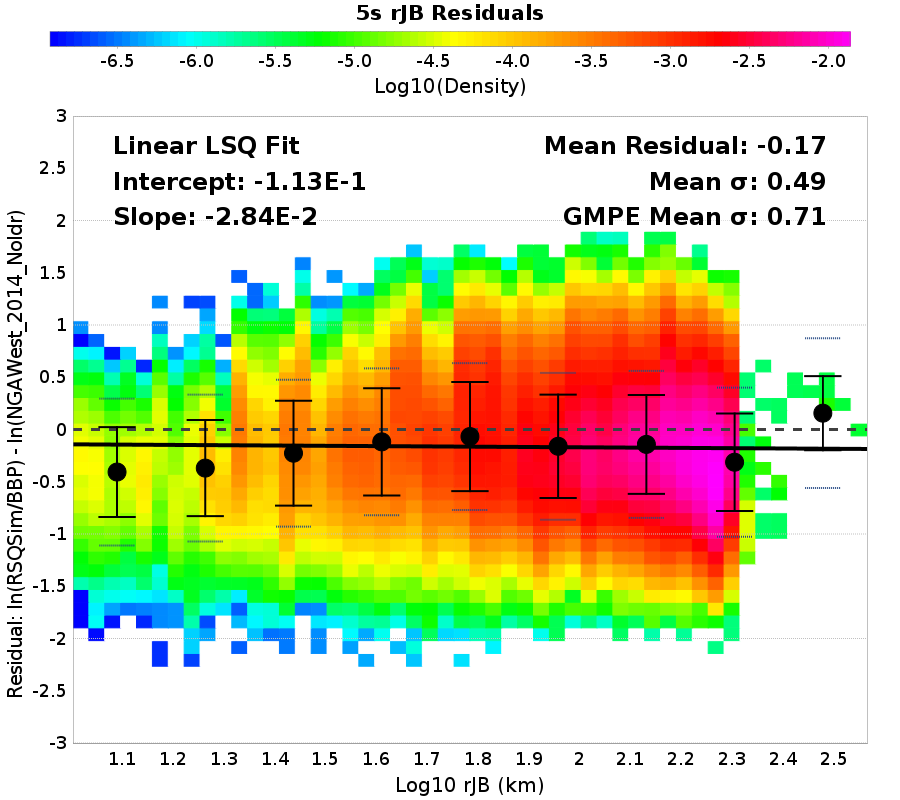 5s rJB Residuals
-6.5 -6.0 -5.5 -5.0 -4.5 -4.0 -3.5 -3.0 -2.5 -2.0
Log10(Density)
Linear LSQ Fit
Intercept: -1.13E-1
Slope: -2.84E-2
Mean Residual: -0.17
Mean σ: 0.49
GMPE Mean σ: 0.71
Residual: ln(RSQSim/BBP) - ln(NGAWest_2014_NoIdr)
3
2.5
2
1.5
1
0.5
0
-0.5
-1
-1.5
-2
-2.5
-3
1.1 1.2 1.3 1.4 1.5 1.6 1.7 1.8 1.9 2 2.1 2.2 2.3 2.4 2.5
Log10 rJB (km)